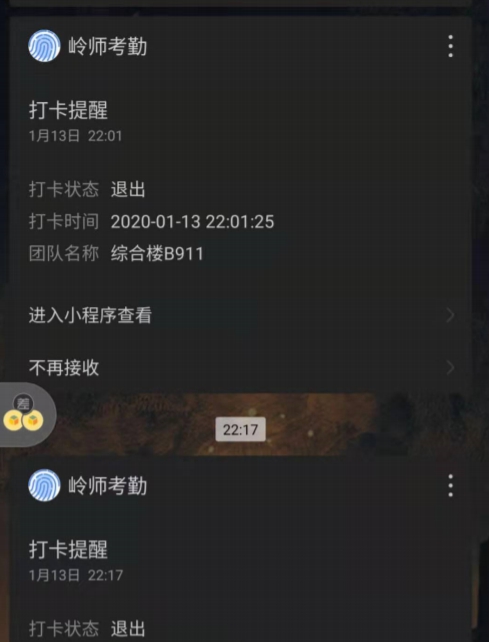 岭师考勤
打卡提醒
1月13日 22:01
打卡状态 退出
打卡时间 2020-01-13 22:01:25
团队名称 综合楼B911
进入小程序查看
不再接收
差
22:17
岭师考勤
打卡提醒
1月13日 22:17
打卡状态 退出